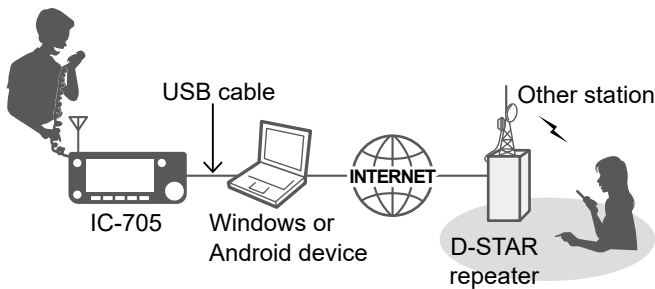 USB cable
Other station
INTERNET
IC-705
Windows or
Android device
D-STAR
repeater